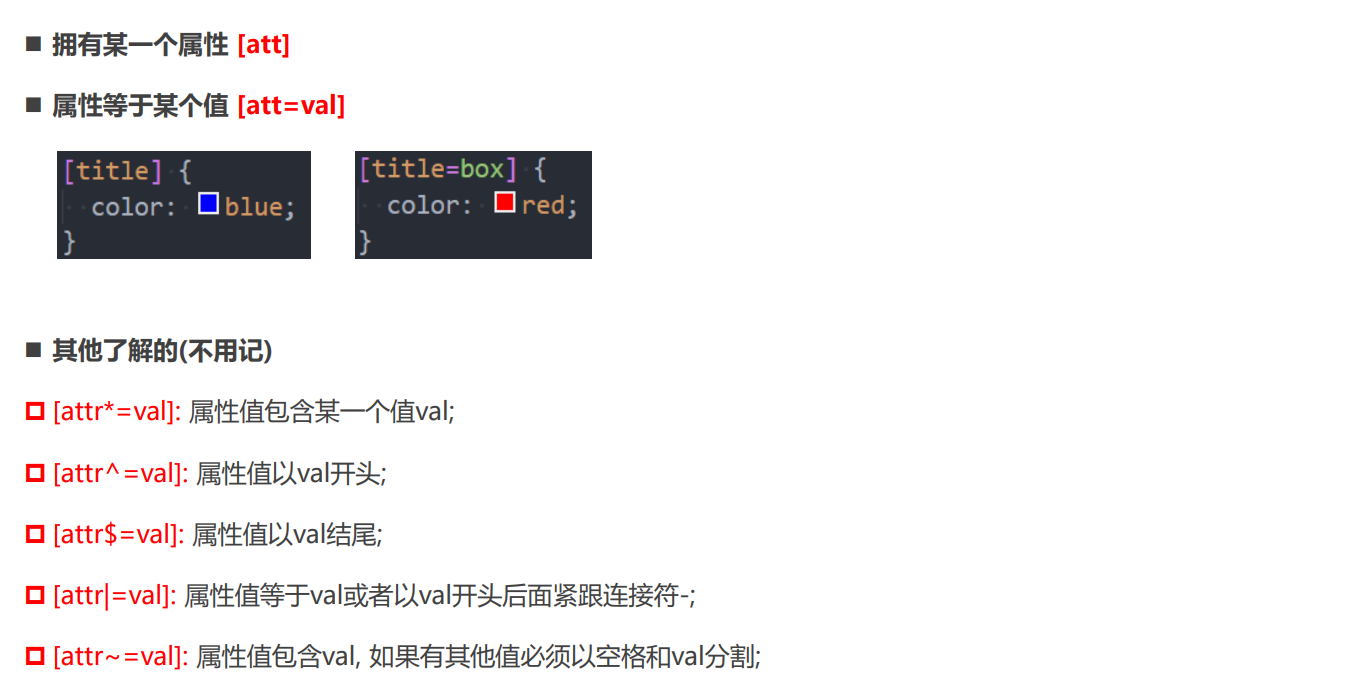 ■ 拥有某一个属性 [att]
■ 属性等于某个值 [att=val]
[title] {
color: blue;
}
[title=box] {
color: red;
}
■ 其他了解的(不用记)
[attr*=val]: 属性值包含某一个值val;
[attr^=val]: 属性值以val开头;
[attr$=val]: 属性值以val结尾;
[attr|=val]: 属性值等于val或者以val开头后面紧跟连接符-;
[attr~=val]: 属性值包含val, 如果有其他值必须以空格和val分割;